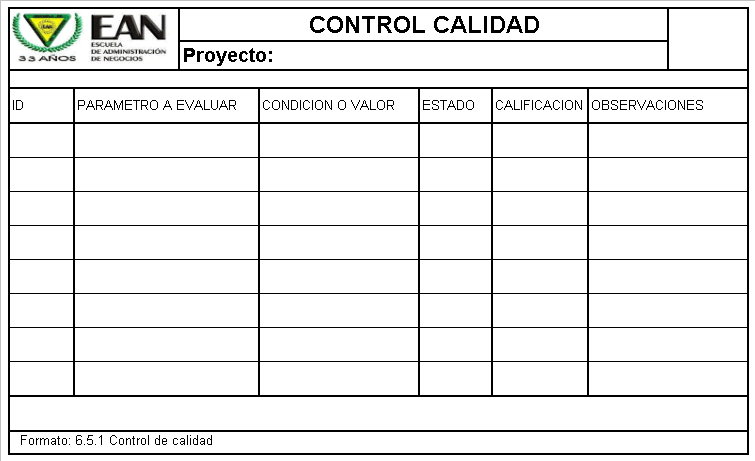 EAN
33 AÑOS
EAN
ESCUELA
DE ADMINISTRACIÓN
DE NEGOCIOS
CONTROL CALIDAD
Proyecto:
ID PARAMETRO A EVALUAR CONDICION O VALOR ESTADO CALIFICACION OBSERVACIONES
Formato: 6.5.1 Control de calidad